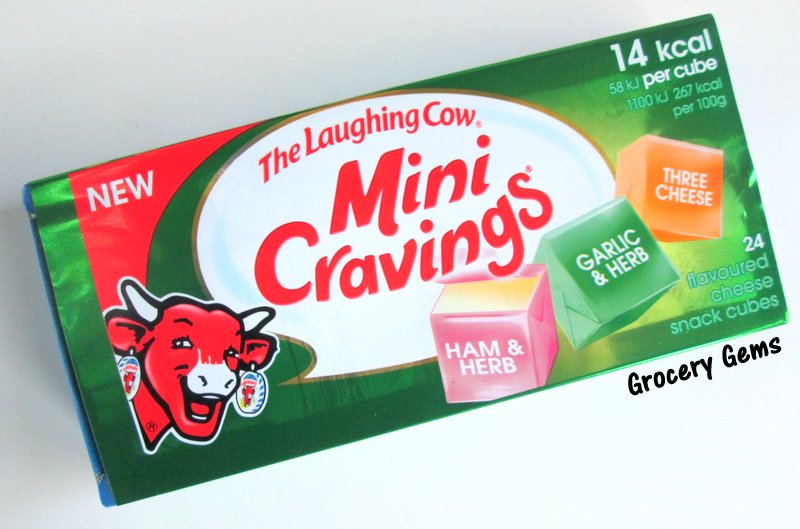 NEW
The Laughing Cow®
Mini
Cravings®
14 kcal
per cube
58 kJ
1100 kJ 267 kcal
per 100g
THREE
CHEESE
GARLIC
& HERB
HAM &
HERB
24
flavoured
cheese
snack cubes
®
Grocery Gems